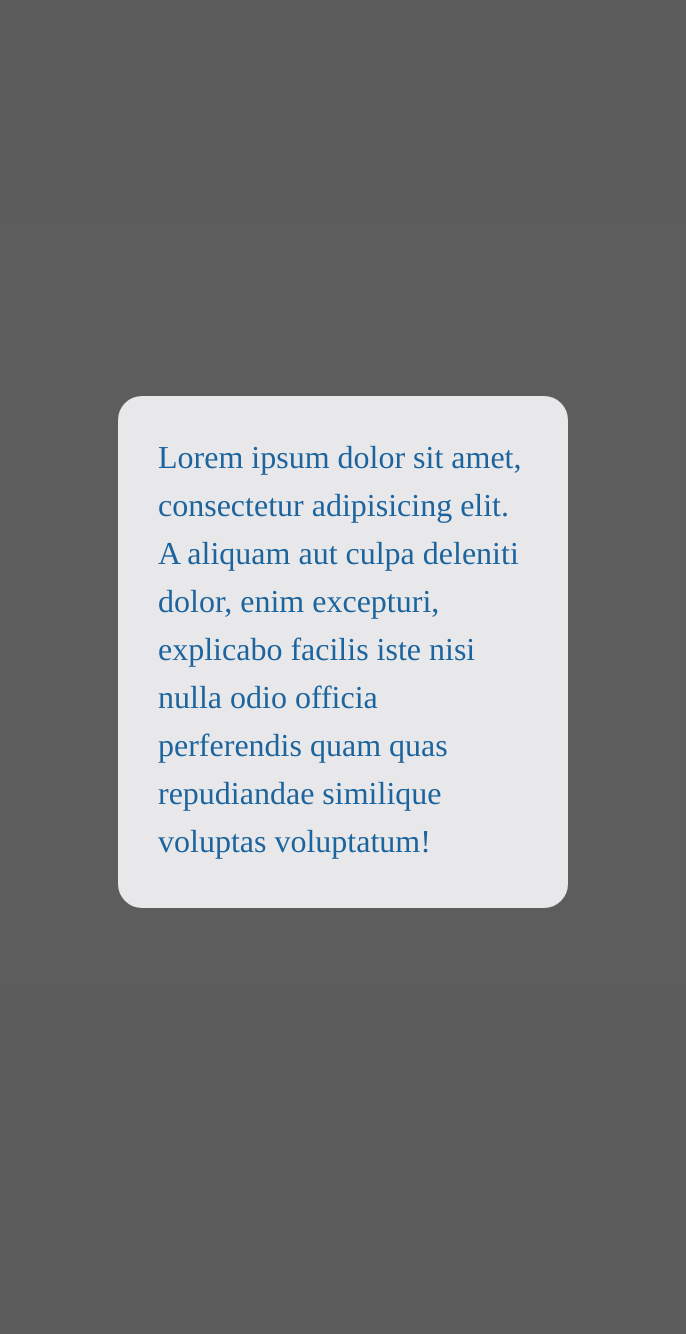 Lorem ipsum dolor sit amet,
consectetur adipisicing elit.
A aliquam aut culpa deleniti
dolor, enim excepturi,
explicabo facilis iste nisi
nulla odio officia
perferendis quam quas
repudiandae similique
voluptas voluptatum!